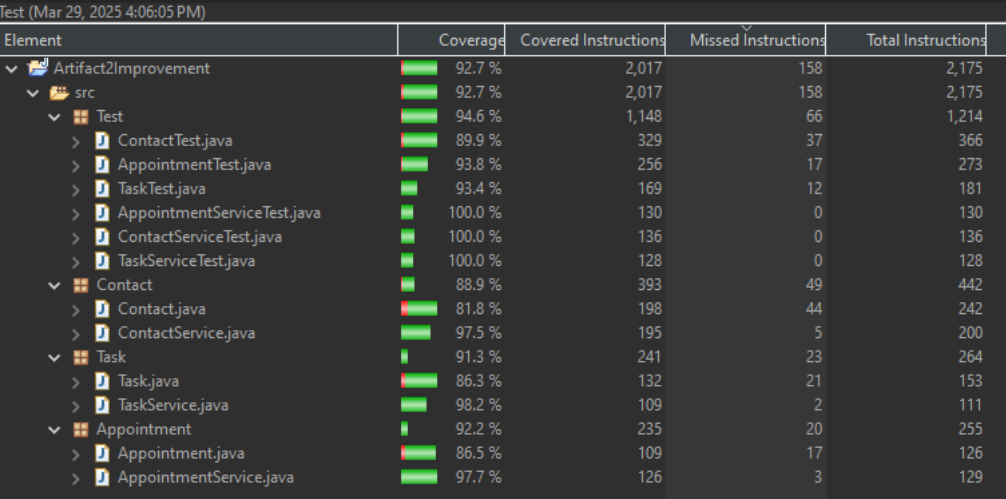 Test (Mar 29, 2025 4:06:05 PM)
Element Coverage Covered Instructions Missed Instructions Total Instructions
Artifact2Improvement 92.7 % 2,017 158 2,175
src 92.7 % 2,017 158 2,175
Test 94.6 % 1,148 66 1,214
ContactTest.java 89.9 % 329 37 366
AppointmentTest.java 93.8 % 256 17 273
TaskTest.java 93.4 % 169 12 181
AppointmentServiceTest.java 100.0 % 130 0 130
ContactServiceTest.java 100.0 % 136 0 136
TaskServiceTest.java 100.0 % 128 0 128
Contact 88.9 % 393 49 442
Contact.java 81.8 % 198 44 242
ContactService.java 97.5 % 195 5 200
Task 91.3 % 241 23 264
Task.java 86.3 % 132 21 153
TaskService.java 98.2 % 109 2 111
Appointment 92.2 % 235 20 255
Appointment.java 86.5 % 109 17 126
AppointmentService.java 97.7 % 126 3 129